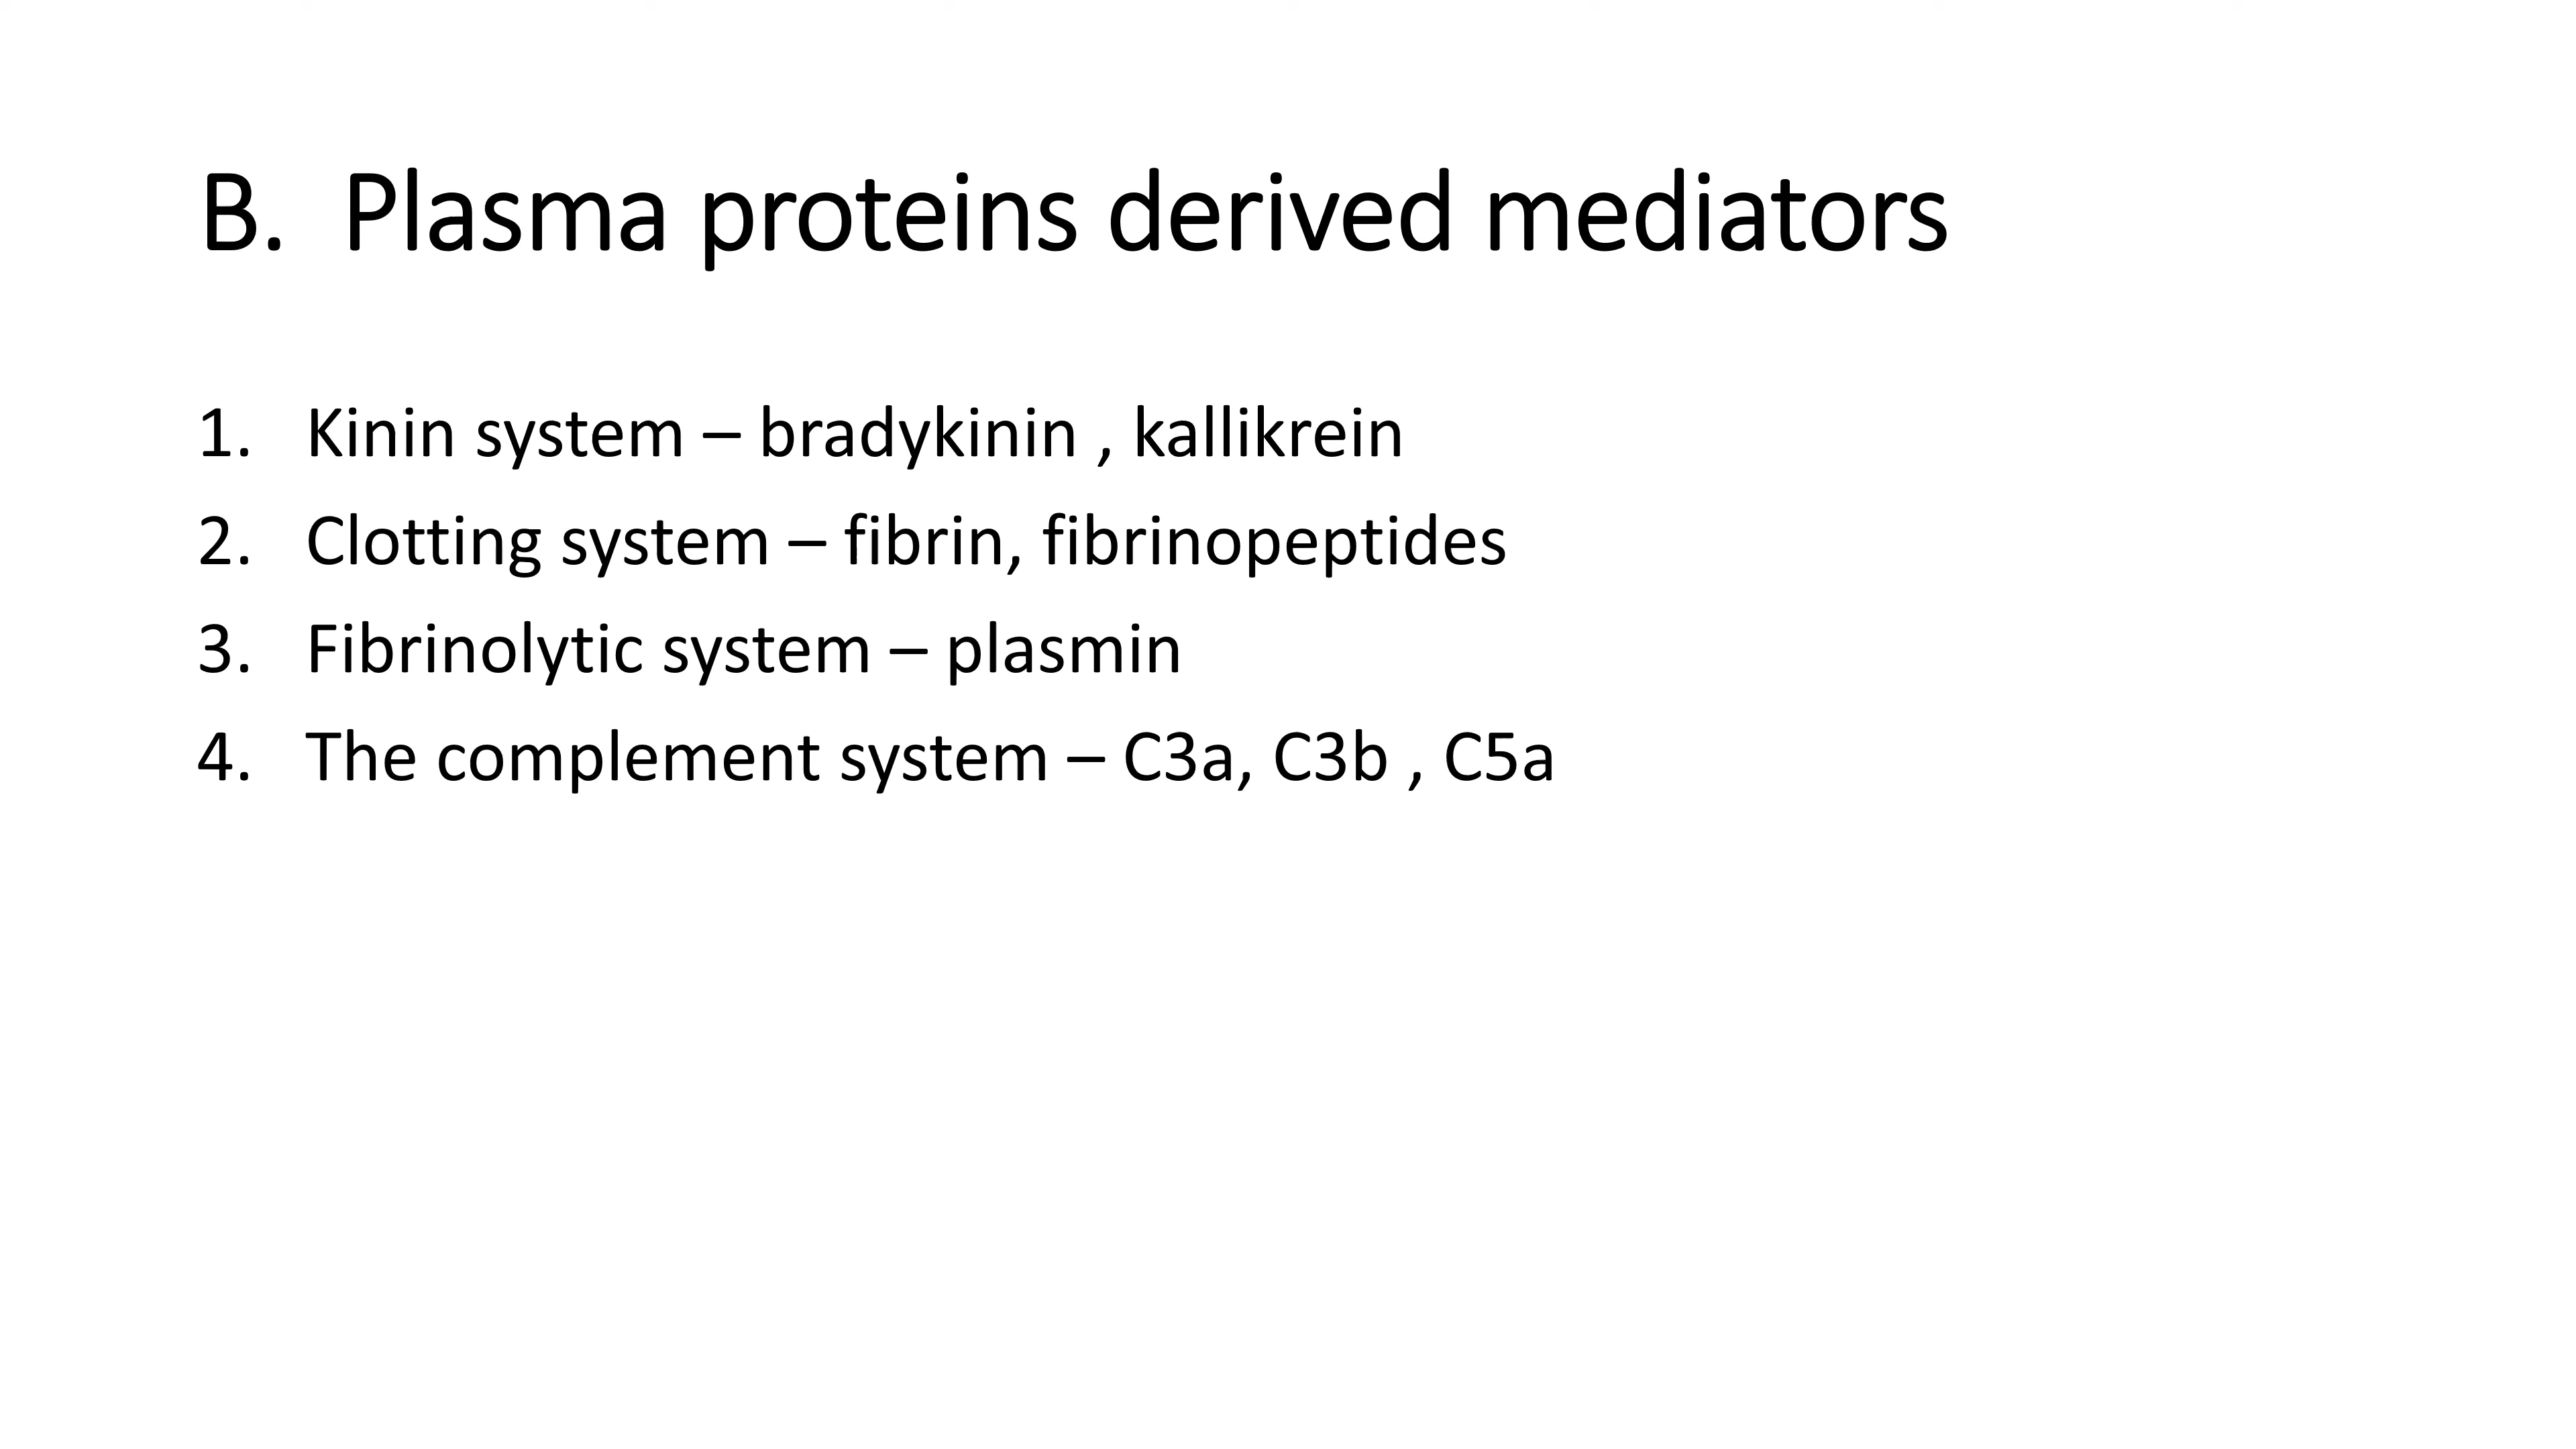 B. Plasma proteins derived mediators
1. Kinin system – bradykinin , kallikrein
2. Clotting system – fibrin, fibrinopeptides
3. Fibrinolytic system – plasmin
4. The complement system – C3a, C3b , C5a